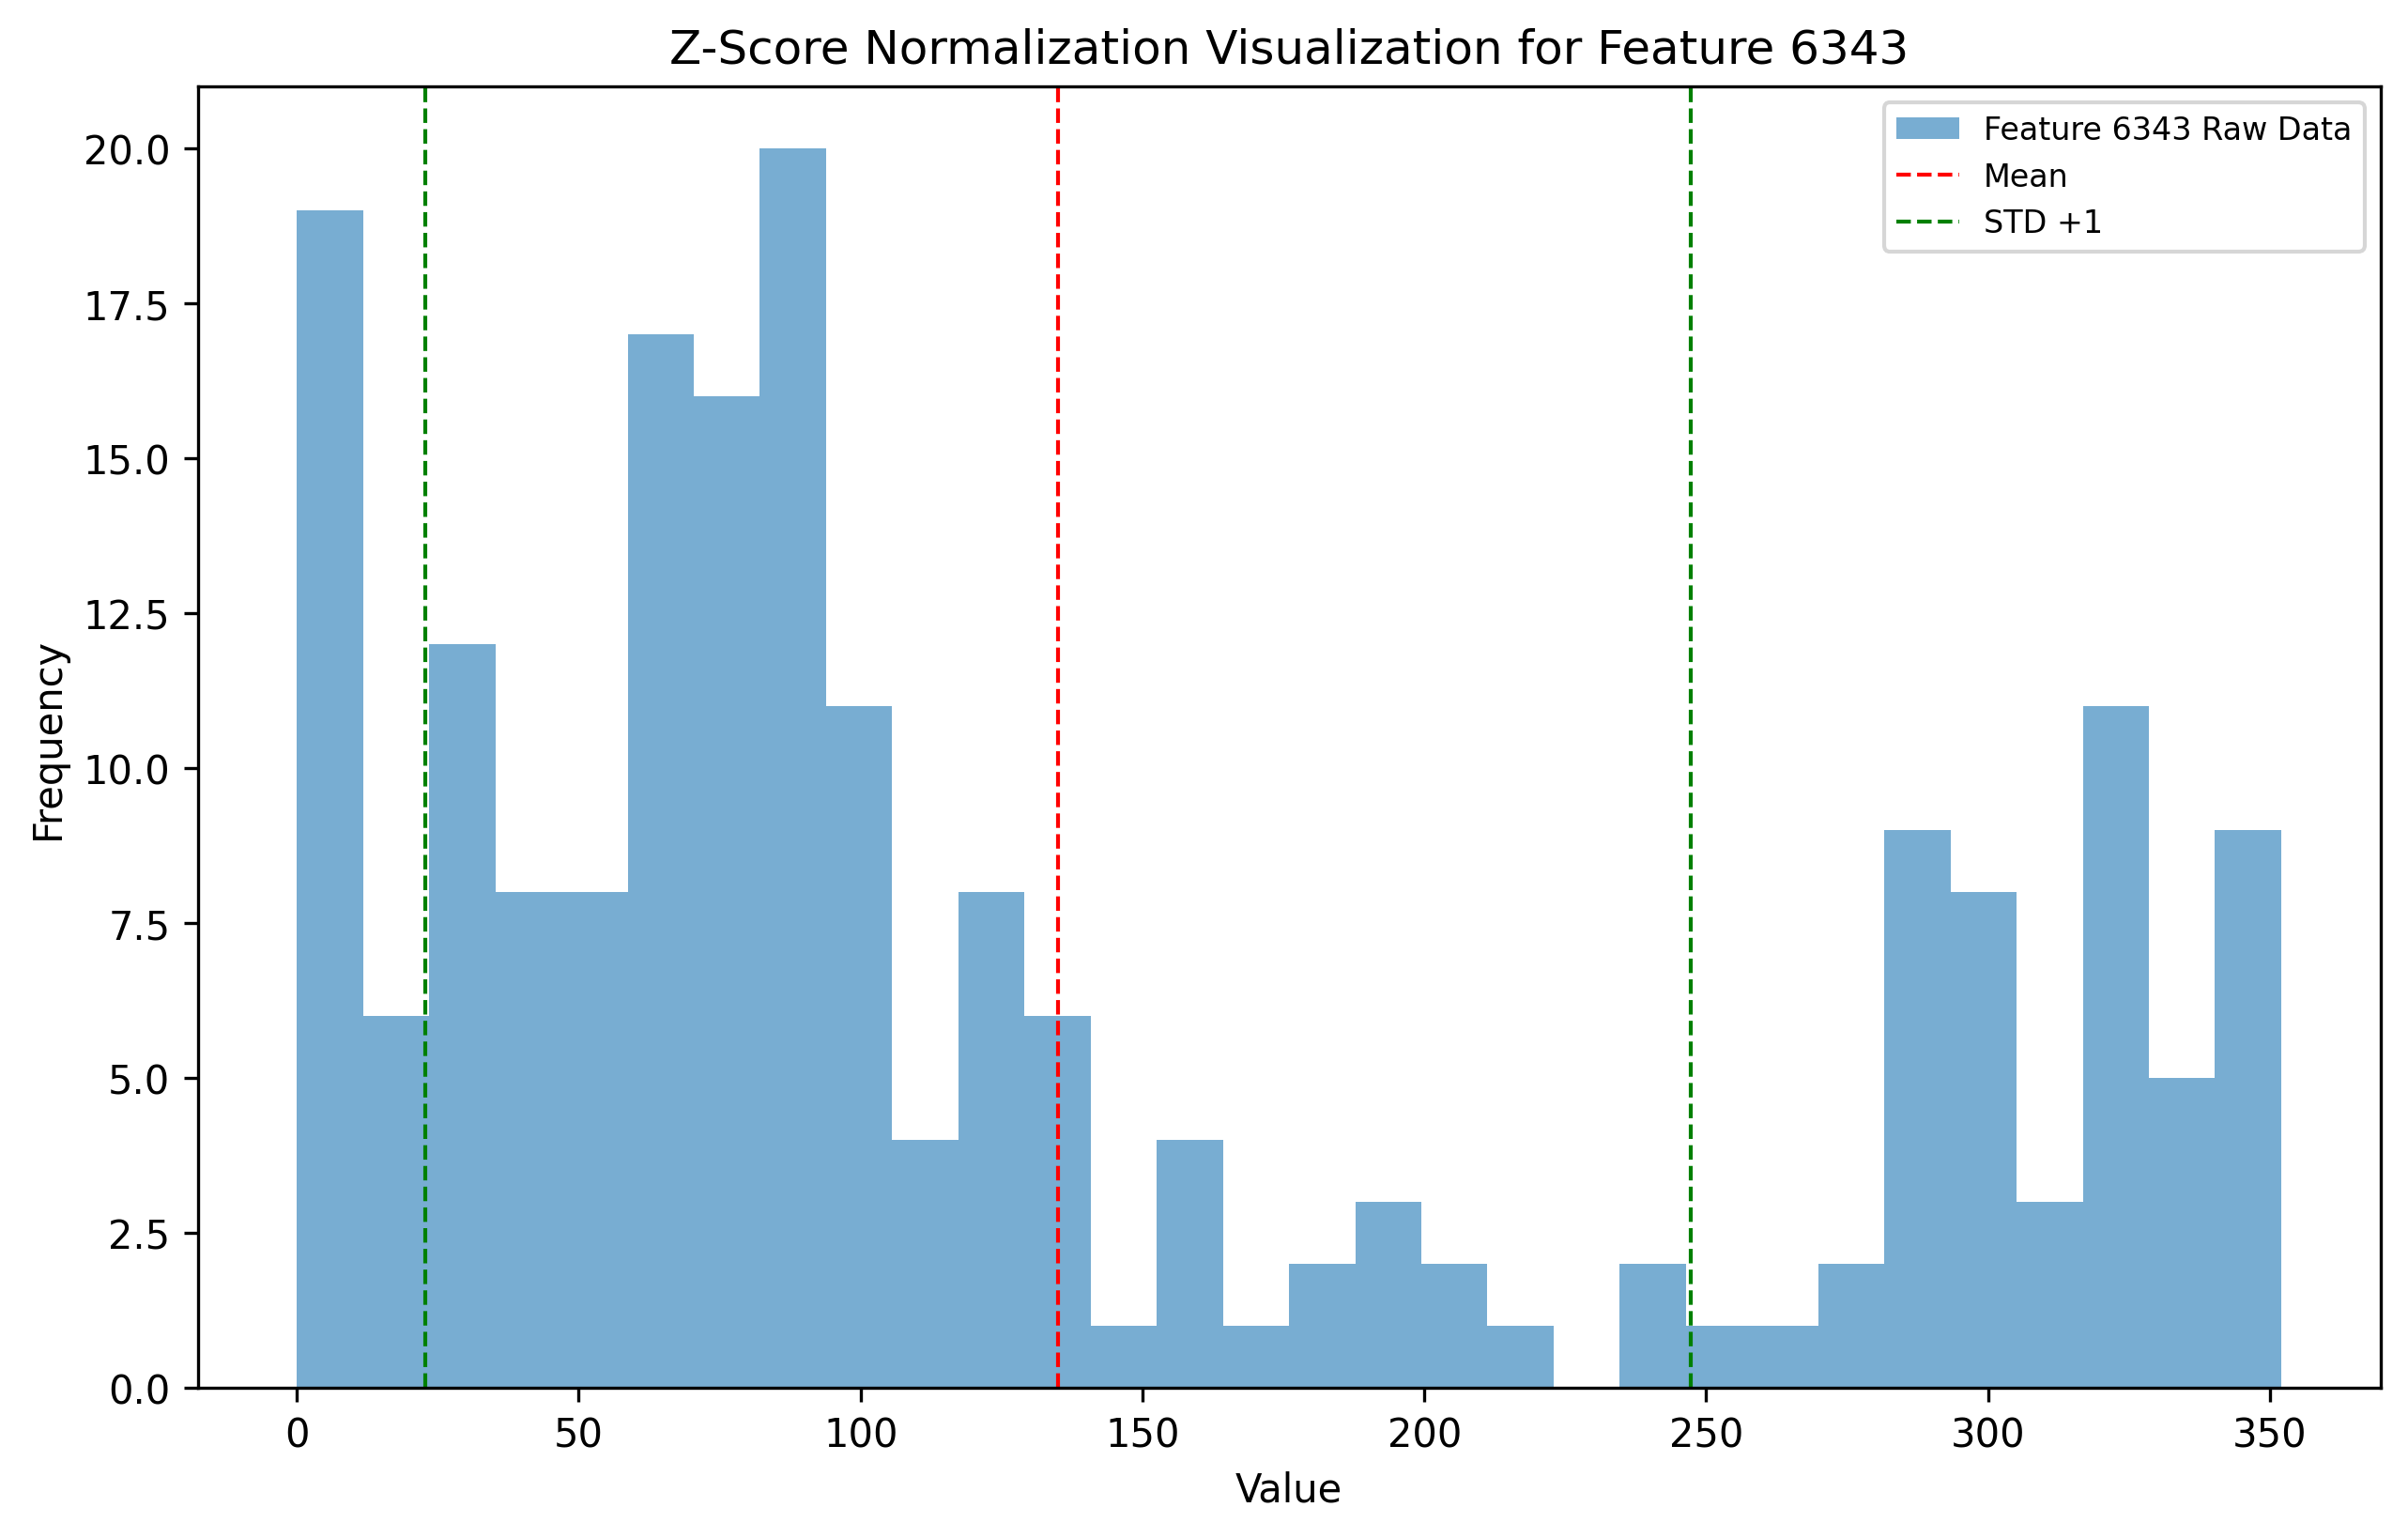 Z-Score Normalization Visualization for Feature 6343
Feature 6343 Raw Data
Mean
STD +1
20.0
17.5
15.0
12.5
10.0
7.5
5.0
2.5
0.0
Frequency
0 50 100 150 200 250 300 350
Value